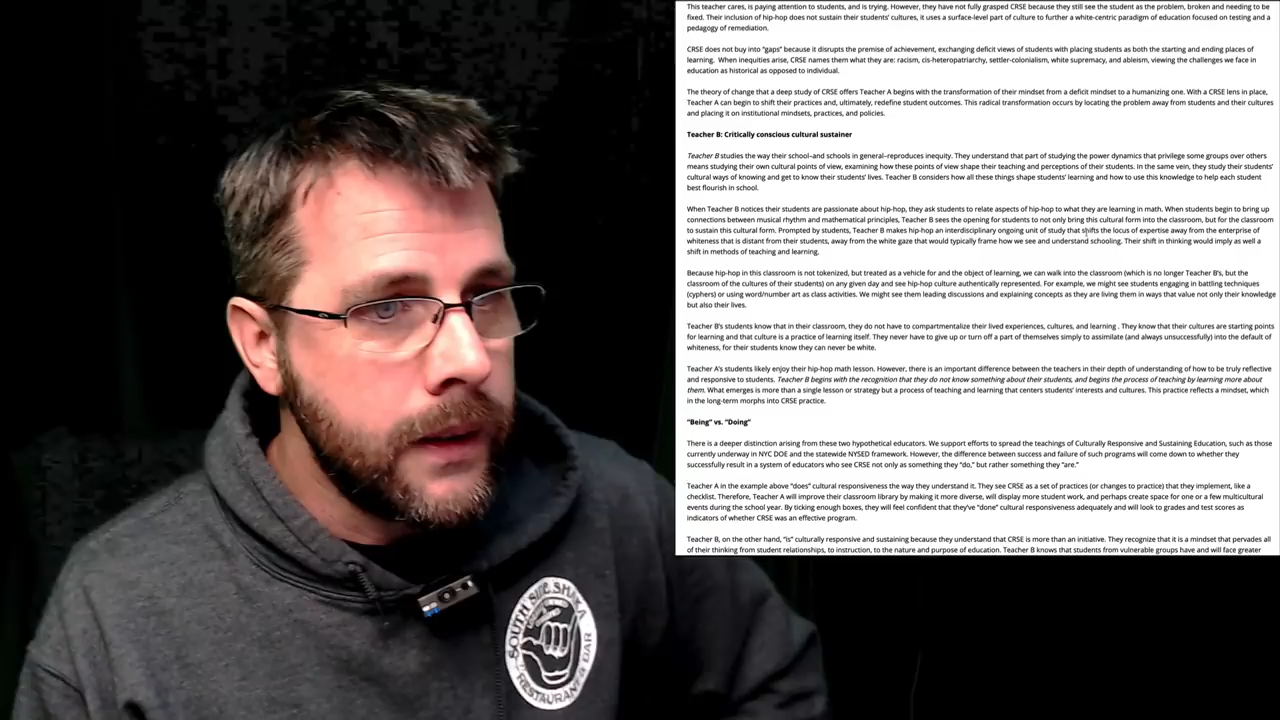 This teacher cares, is paying attention to students, and is trying. However, they have not fully grasped CRSE because they still see the student as the problem, broken and needing to be
fixed. Their inclusion of hip-hop does not sustain their students' cultures, it uses a surface-level part of culture to further a white-centric paradigm of education focused on testing and a
pedagogy of remediation.
CRSE does not buy into "gaps" because it disrupts the premise of achievement, exchanging deficit views of students with placing students as both the starting and ending places of
learning. When inequities arise, CRSE names them what they are: racism, cis-heteropatriarchy, settler-colonialism, white supremacy, and ableism, viewing the challenges we face in
education as historical as opposed to individual.
The theory of change that a deep study of CRSE offers Teacher A begins with the transformation of their mindset from a deficit mindset to a humanizing one. With a CRSE lens in place,
Teacher A can begin to shift their practices and, ultimately, redefine student outcomes. This radical transformation occurs by locating the problem away from students and their cultures
and placing it on institutional mindsets, practices, and policies.
Teacher B: Critically conscious cultural sustainer
Teacher B studies the way their school–and schools in general–reproduces inequity. They understand that part of studying the power dynamics that privilege some groups over others
means studying their own cultural points of view, examining how these points of view shape their teaching and perceptions of their students. In the same vein, they study their students'
cultural ways of knowing and get to know their students' lives. Teacher B considers how all these things shape students' learning and how to use this knowledge to help each student
best flourish in school.
When Teacher B notices their students are passionate about hip-hop, they ask students to relate aspects of hip-hop to what they are learning in math. When students begin to bring up
connections between musical rhythm and mathematical principles, Teacher B sees the opening for students to not only bring this cultural form into the classroom, but for the classroom
to sustain this cultural form. Prompted by students, Teacher B makes hip-hop an interdisciplinary ongoing unit of study that shifts the locus of expertise away from the enterprise of
whiteness that is distant from their students, away from the white gaze that would typically frame how we see and understand schooling. Their shift in thinking would imply as well a
shift in methods of teaching and learning.
Because hip-hop in this classroom is not tokenized, but treated as a vehicle for and the object of learning, we can walk into the classroom (which is no longer Teacher B's, but the
classroom of the cultures of their students) on any given day and see hip-hop culture authentically represented. For example, we might see students engaging in battling techniques
(cyphers) or using word/number art as class activities. We might see them leading discussions and explaining concepts as they are living them in ways that value not only their knowledge
but also their lives.
Teacher B's students know that in their classroom, they do not have to compartmentalize their lived experiences, cultures, and learning . They know that their cultures are starting points
for learning and that culture is a practice of learning itself. They never have to give up or turn off a part of themselves simply to assimilate (and always unsuccessfully) into the default of
whiteness, for their students know they can never be white.
Teacher A's students likely enjoy their hip-hop math lesson. However, there is an important difference between the teachers in their depth of understanding of how to be truly reflective
and responsive to students. Teacher B begins with the recognition that they do not know something about their students, and begins the process of teaching by learning more about
them. What emerges is more than a single lesson or strategy but a process of teaching and learning that centers students' interests and cultures. This practice reflects a mindset, which
in the long-term morphs into CRSE practice.
"Being" vs. "Doing"
There is a deeper distinction arising from these two hypothetical educators. We support efforts to spread the teachings of Culturally Responsive and Sustaining Education, such as those
currently underway in NYC DOE and the statewide NYSED framework. However, the difference between success and failure of such programs will come down to whether they
successfully result in a system of educators who see CRSE not only as something they "do," but rather something they "are."
Teacher A in the example above "does" cultural responsiveness the way they understand it. They see CRSE as a set of practices (or changes to practice) that they implement, like a
checklist. Therefore, Teacher A will improve their classroom library by making it more diverse, will display more student work, and perhaps create space for one or a few multicultural
events during the school year. By ticking enough boxes, they will feel confident that they've "done" cultural responsiveness adequately and will look to grades and test scores as
indicators of whether CRSE was an effective program.
Teacher B, on the other hand, "is" culturally responsive and sustaining because they understand that CRSE is more than an initiative. They recognize that it is a mindset that pervades all
of their thinking from student relationships, to instruction, to the nature and purpose of education. Teacher B knows that students from vulnerable groups have and will face greater
SOUTH SIDE SHAKA
RESTAURANT & BAR